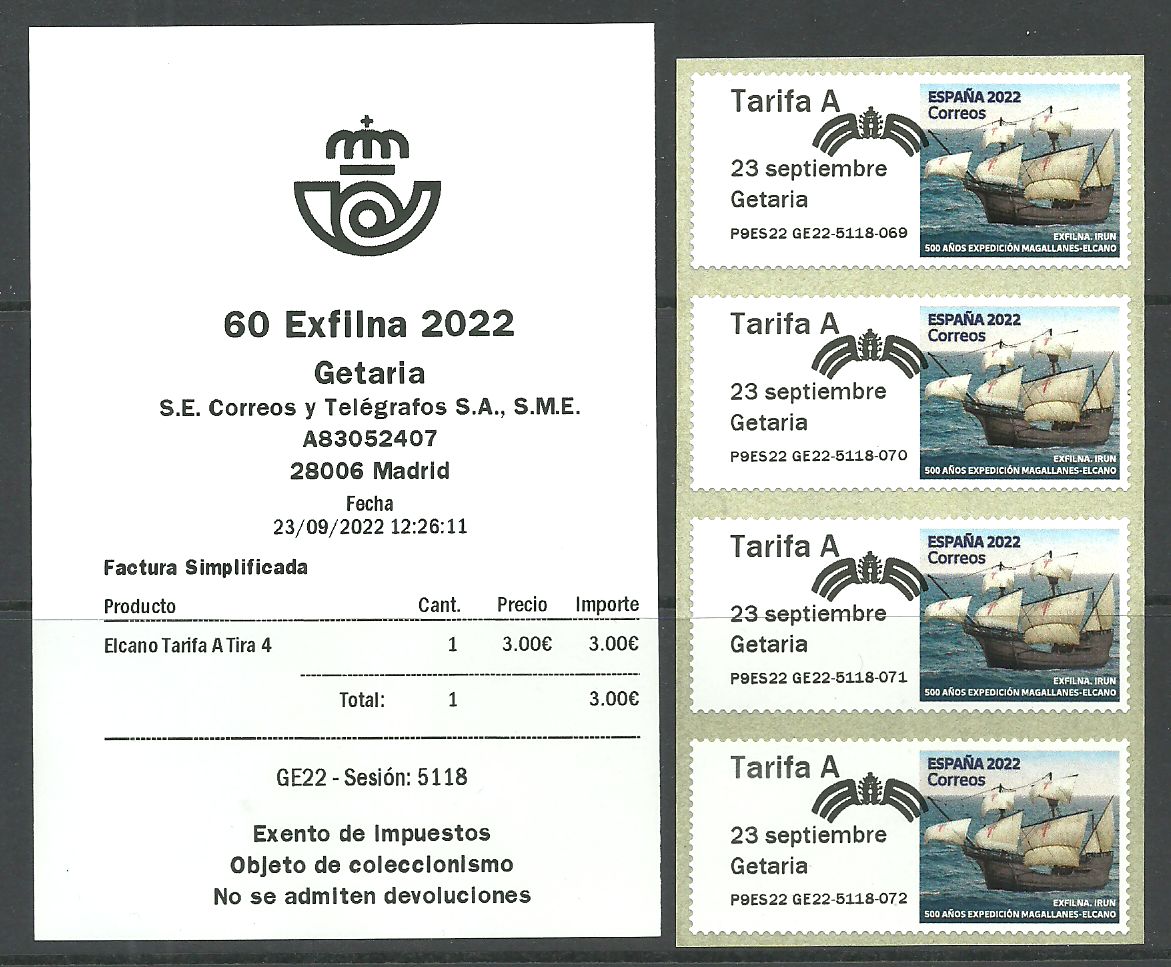 60 Exfilna 2022
Getaria
S.E. Correos y Telégrafos S.A., S.M.E.
A83052407
28006 Madrid
Fecha
23/09/2022 12:26:11
Factura Simplificada
Producto Cant. Precio Importe
Elcano Tarifa A Tira 4 1 3.00€ 3.00€
Total: 1 3.00€
GE22 - Sesión: 5118
Exento de Impuestos
Objeto de coleccionismo
No se admiten devoluciones
Tarifa A
23 septiembre
Getaria
P9ES22 GE22-5118-069
ESPAÑA 2022
Correos
EXFILNA. IRUN
500 AÑOS EXPEDICIÓN MAGALLANES-ELCANO
Tarifa A
23 septiembre
Getaria
P9ES22 GE22-5118-070
ESPAÑA 2022
Correos
EXFILNA. IRUN
500 AÑOS EXPEDICIÓN MAGALLANES-ELCANO
Tarifa A
23 septiembre
Getaria
P9ES22 GE22-5118-071
ESPAÑA 2022
Correos
EXFILNA. IRUN
500 AÑOS EXPEDICIÓN MAGALLANES-ELCANO
Tarifa A
23 septiembre
Getaria
P9ES22 GE22-5118-072
ESPAÑA 2022
Correos
EXFILNA. IRUN
500 AÑOS EXPEDICIÓN MAGALLANES-ELCANO